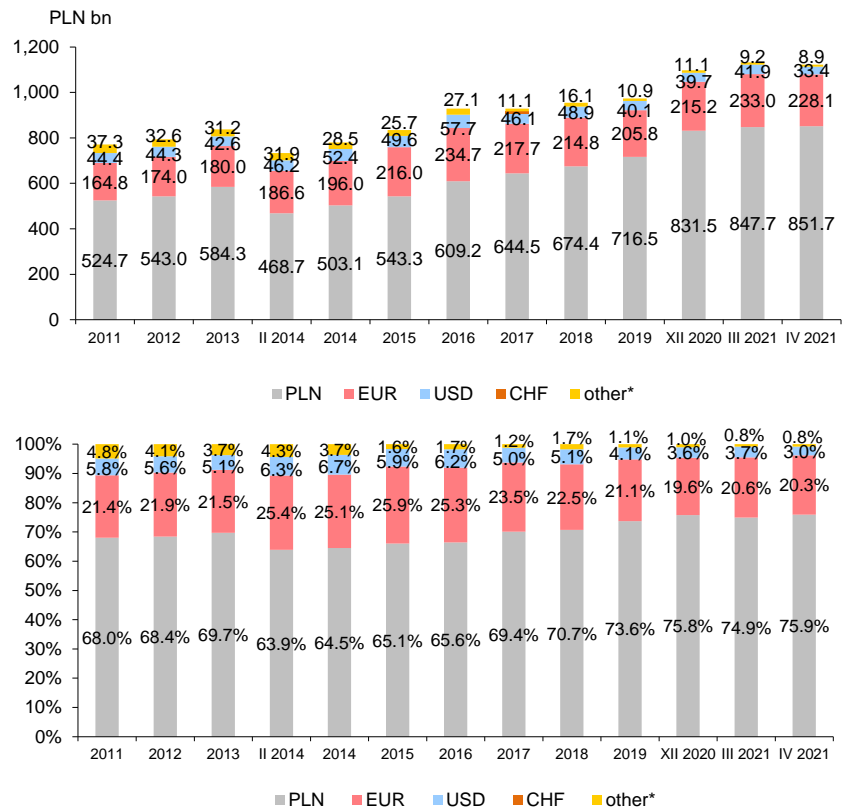 PLN bn
1,200
1,000
800
600
400
200
0
37.3 32.6 31.2 31.9 28.5 25.7 27.1 11.1 16.1 10.9 11.1 9.2 8.9
44.4 44.3 42.6 46.2 52.4 49.6 57.7 46.1 48.9 40.1 39.7 41.9 33.4
164.8 174.0 180.0 186.6 196.0 216.0 234.7 217.7 214.8 205.8 215.2 233.0 228.1
524.7 543.0 584.3 468.7 503.1 543.3 609.2 644.5 674.4 716.5 831.5 847.7 851.7
2011 2012 2013 II 2014 2014 2015 2016 2017 2018 2019 XII 2020 III 2021 IV 2021
PLN EUR USD CHF other*
100%
90%
80%
70%
60%
50%
40%
30%
20%
10%
0%
4.8% 4.1% 3.7% 4.3% 3.7% 1.6% 1.7% 1.2% 1.7% 1.1% 1.0% 0.8% 0.8%
5.8% 5.6% 5.1% 6.3% 6.7% 5.9% 6.2% 5.0% 5.1% 4.1% 3.6% 3.7% 3.0%
21.4% 21.9% 21.5% 25.4% 25.1% 25.9% 25.3% 23.5% 22.5% 21.1% 19.6% 20.6% 20.3%
68.0% 68.4% 69.7% 63.9% 64.5% 65.1% 65.6% 69.4% 70.7% 73.6% 75.8% 74.9% 75.9%
2011 2012 2013 II 2014 2014 2015 2016 2017 2018 2019 XII 2020 III 2021 IV 2021
PLN EUR USD CHF other*